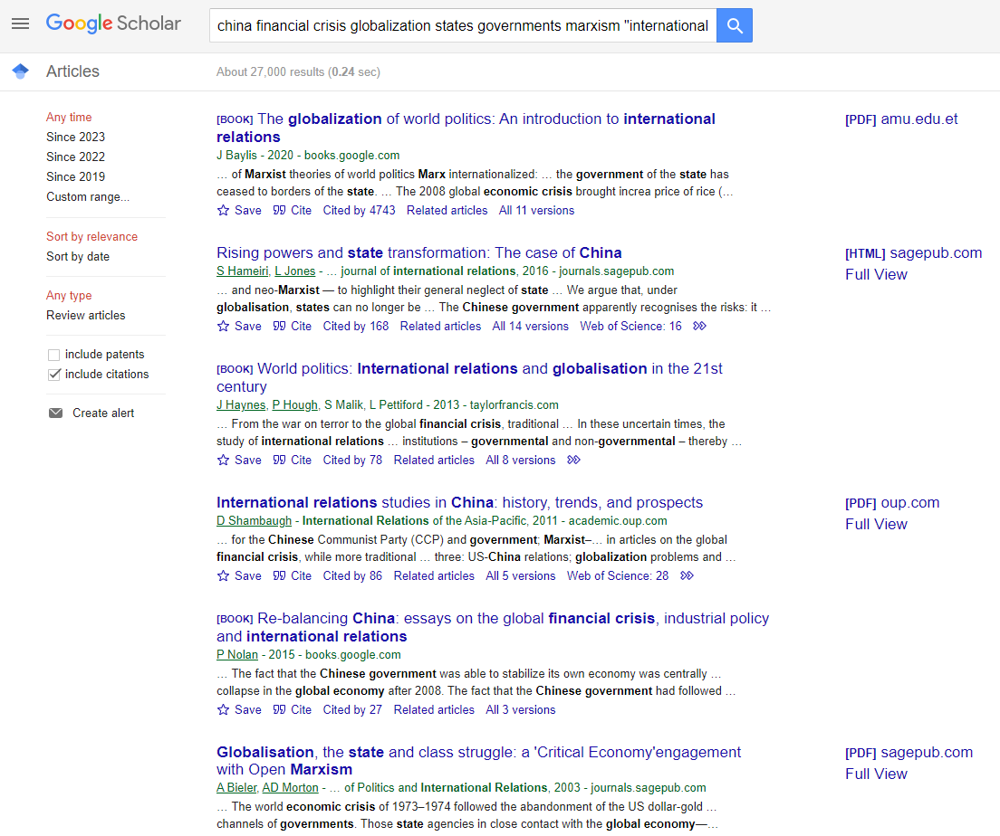 Google Scholar
china financial crisis globalization states governments marxism "international
Articles
About 27,000 results (0.24 sec)
Any time
Since 2023
Since 2022
Since 2019
Custom range...
Sort by relevance
Sort by date
Any type
Review articles
include patents
include citations
Create alert
[BOOK] The globalization of world politics: An introduction to international
relations
J Baylis - 2020 - books.google.com
… of Marxist theories of world politics Marx internationalized: … the government of the state has
ceased to borders of the state. … The 2008 global economic crisis brought increa price of rice (…
Save Cite Cited by 4743 Related articles All 11 versions
[PDF] amu.edu.et
Rising powers and state transformation: The case of China
S Hameiri, L Jones - … journal of international relations, 2016 - journals.sagepub.com
… and neo-Marxist — to highlight their general neglect of state … We argue that, under
globalisation, states can no longer be … The Chinese government apparently recognises the risks: it …
Save Cite Cited by 168 Related articles All 14 versions Web of Science: 16
[HTML] sagepub.com
Full View
[BOOK] World politics: International relations and globalisation in the 21st
century
J Haynes, P Hough, S Malik, L Pettiford - 2013 - taylorfrancis.com
… From the war on terror to the global financial crisis, traditional … In these uncertain times, the
study of international relations … institutions – governmental and non-governmental – thereby …
Save Cite Cited by 78 Related articles All 8 versions
International relations studies in China: history, trends, and prospects
D Shambaugh - International Relations of the Asia-Pacific, 2011 - academic.oup.com
… for the Chinese Communist Party (CCP) and government; Marxist–… in articles on the global
financial crisis, while more traditional … three: US-China relations; globalization problems and …
Save Cite Cited by 86 Related articles All 5 versions Web of Science: 28
[PDF] oup.com
Full View
[BOOK] Re-balancing China: essays on the global financial crisis, industrial policy
and international relations
P Nolan - 2015 - books.google.com
… The fact that the Chinese government was able to stabilize its own economy was centrally …
collapse in the global economy after 2008. The fact that the Chinese government had followed …
Save Cite Cited by 27 Related articles All 3 versions
Globalisation, the state and class struggle: a 'Critical Economy'engagement
with Open Marxism
A Bieler, AD Morton - … of Politics and International Relations, 2003 - journals.sagepub.com
… The world economic crisis of 1973–1974 followed the abandonment of the US dollar-gold …
channels of governments. Those state agencies in close contact with the global economy—…
[PDF] sagepub.com
Full View